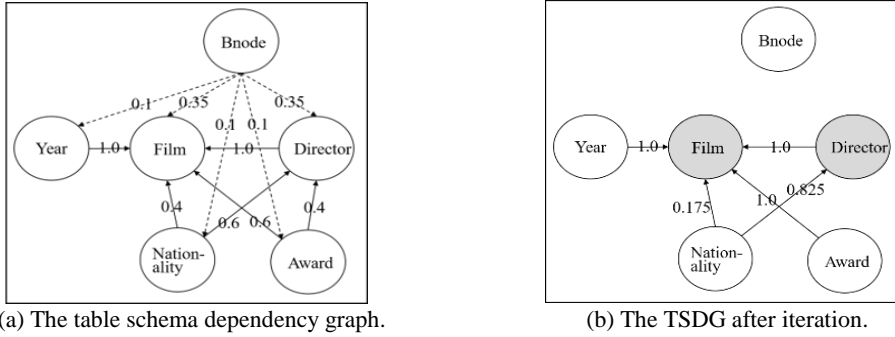 Bnode
0.1
0.35
0.35
0.1
0.1
Year
1.0
Film
1.0
Director
0.4
0.6
0.6
0.4
Nation-
ality
Award
(a) The table schema dependency graph.
Bnode
Year
1.0
Film
1.0
Director
0.175
1.0
0.825
Nation-
ality
Award
(b) The TSDG after iteration.